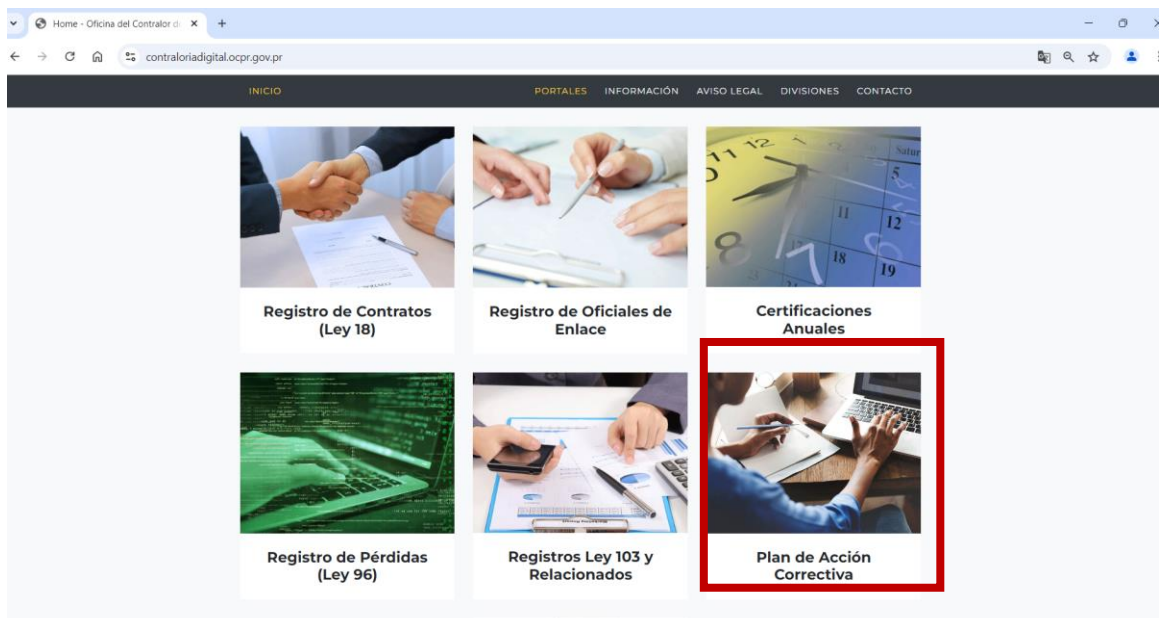 Home - Oficina del Contralor d
contraloriadigital.ocpr.gov.pr
INICIO PORTALES INFORMACIÓN AVISO LEGAL DIVISIONES CONTACTO
Registro de Contratos
(Ley 18)
Registro de Oficiales de
Enlace
Certificaciones
Anuales
Registro de Pérdidas
(Ley 96)
Registros Ley 103 y
Relacionados
Plan de Acción
Correctiva